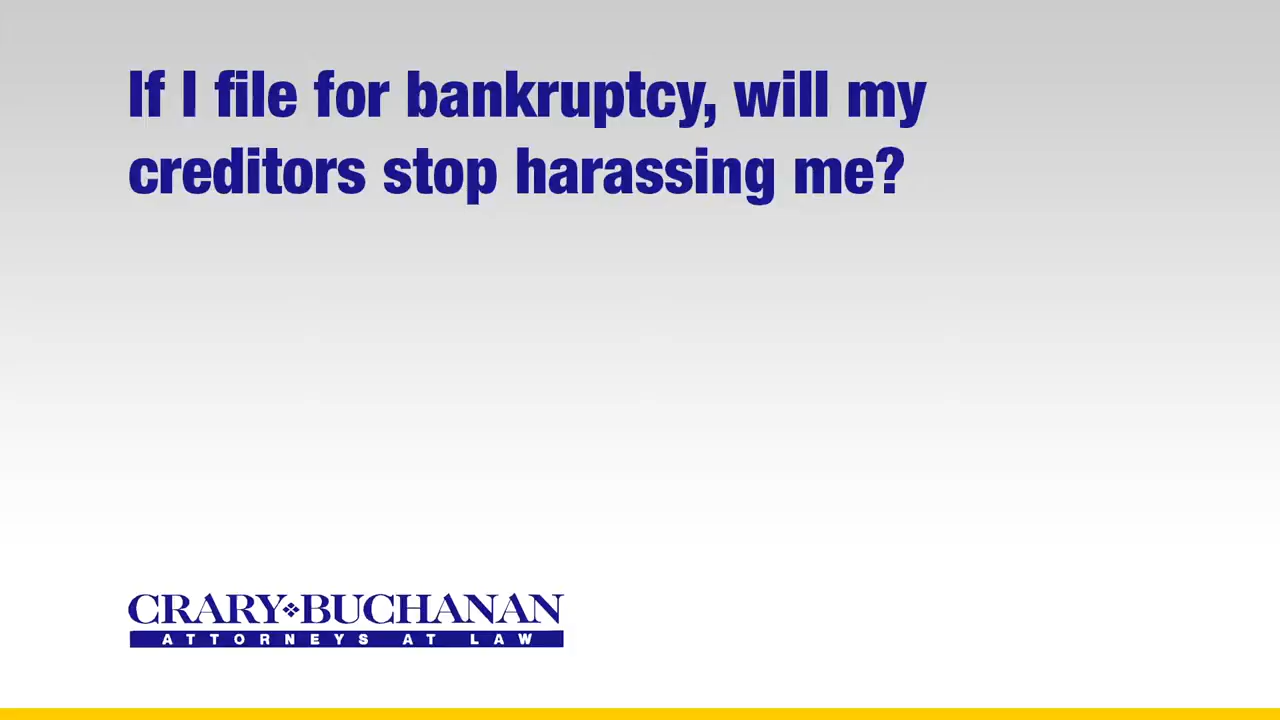 If I file for bankruptcy, will my
creditors stop harassing me?
CRARY❖BUCHANAN
ATTORNEYS AT LAW